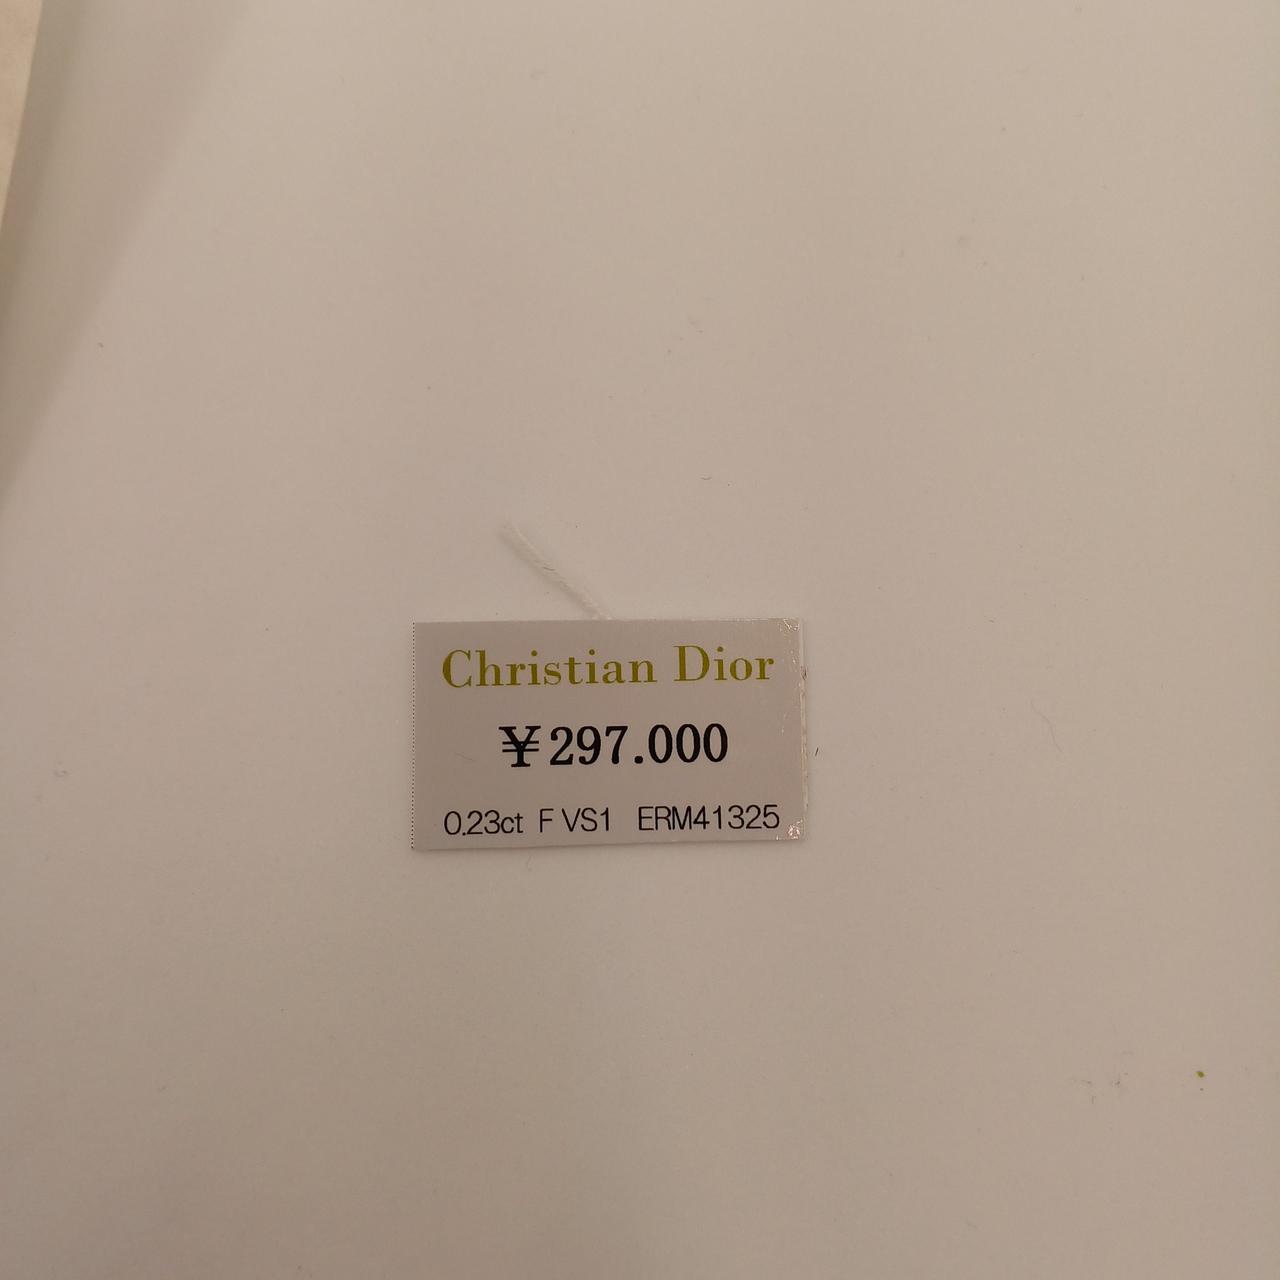 Christian Dior
¥297.000
0.23ct F VS1 ERM41325